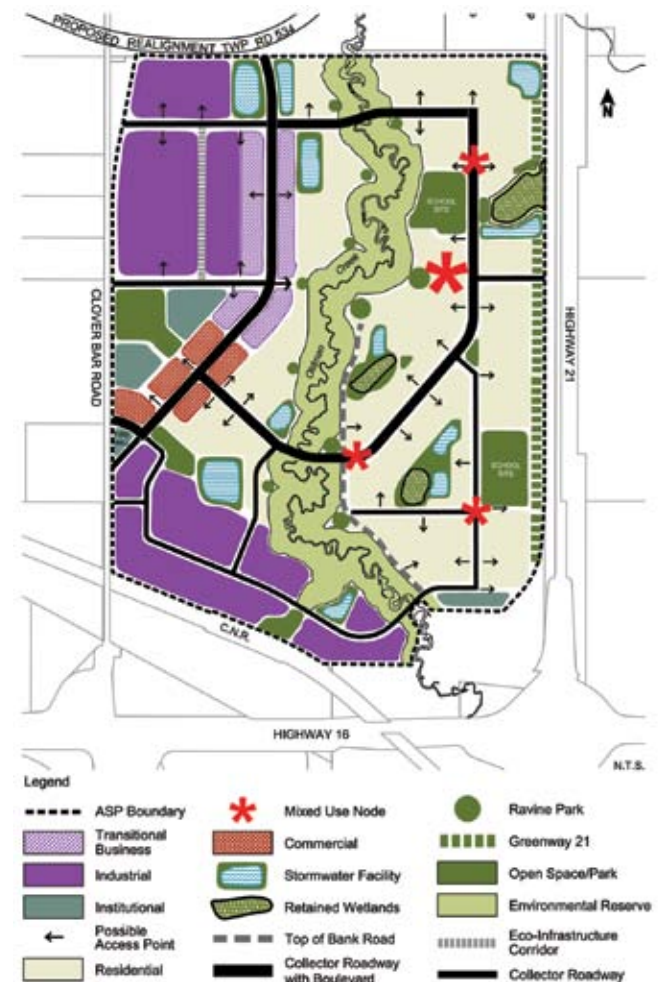 PROPOSED REALIGNMENT TWP RD 534
N
SCHOOL
SITE
Creek
CLOVER BAR ROAD
HIGHWAY 21
SCHOOL
SITE
C.N.R.
HIGHWAY 16
N.T.S.
Legend
ASP Boundary
Transitional
Business
Industrial
Institutional
Possible
Access Point
Residential
Mixed Use Node
Commercial
Stormwater Facility
Retained Wetlands
Top of Bank Road
Collector Roadway
with Boulevard
Ravine Park
Greenway 21
Open Space/Park
Environmental Reserve
Eco-Infrastructure
Corridor
Collector Roadway